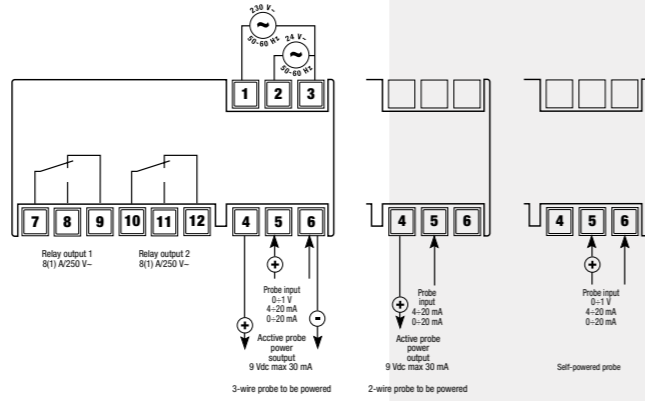 230 V~
50-60 Hz
24 V~
50-60 Hz
1 2 3
7 8 9 10 11 12 4 5 6
4 5 6
4 5 6
Relay output 1
8(1) A/250 V~
Relay output 2
8(1) A/250 V~
+
Probe input
0÷1 V
4÷20 mA
0÷20 mA
+
-
Acctive probe
power
soutput
9 Vdc max 30 mA
3-wire probe to be powered
Probe
input
4÷20 mA
0÷20 mA
+
Active probe
power
output
9 Vdc max 30 mA
2-wire probe to be powered
+
Probe input
0÷1 V
4÷20 mA
0÷20 mA
Self-powered probe